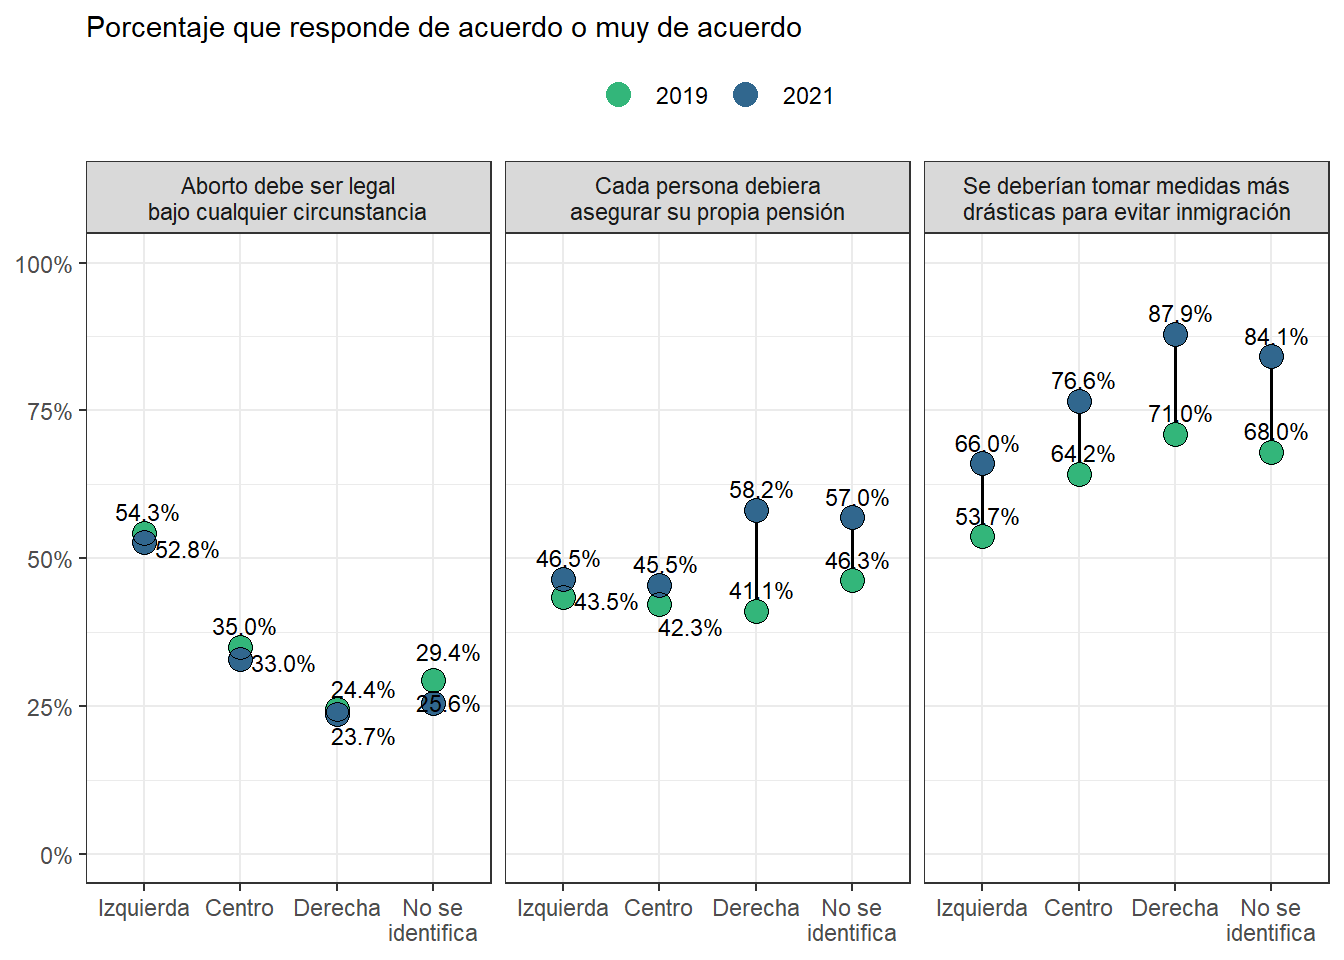 Porcentaje que responde de acuerdo o muy de acuerdo
2019 2021
Aborto debe ser legal
bajo cualquier circunstancia
Cada persona debiera
asegurar su propia pensión
Se deberían tomar medidas más
drásticas para evitar inmigración
100%
75%
50%
25%
0%
54.3%
52.8%
35.0%
33.0%
24.4%
23.7%
29.4%
25.6%
46.5%
43.5%
45.5%
42.3%
58.2%
41.1%
57.0%
46.3%
66.0%
53.7%
76.6%
64.2%
87.9%
71.0%
84.1%
68.0%
Izquierda Centro Derecha No se
identifica
Izquierda Centro Derecha No se
identifica
Izquierda Centro Derecha No se
identifica